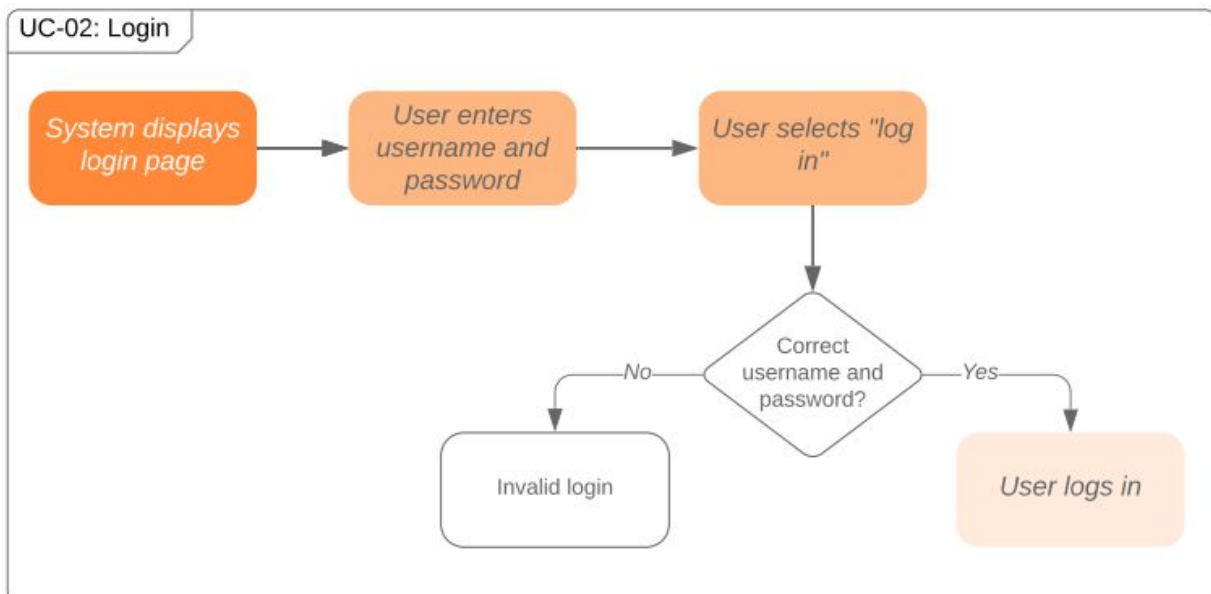 UC-02: Login
System displays
login page
User enters
username and
password
User selects "log
in"
Correct
username and
password?
No
Yes
Invalid login
User logs in